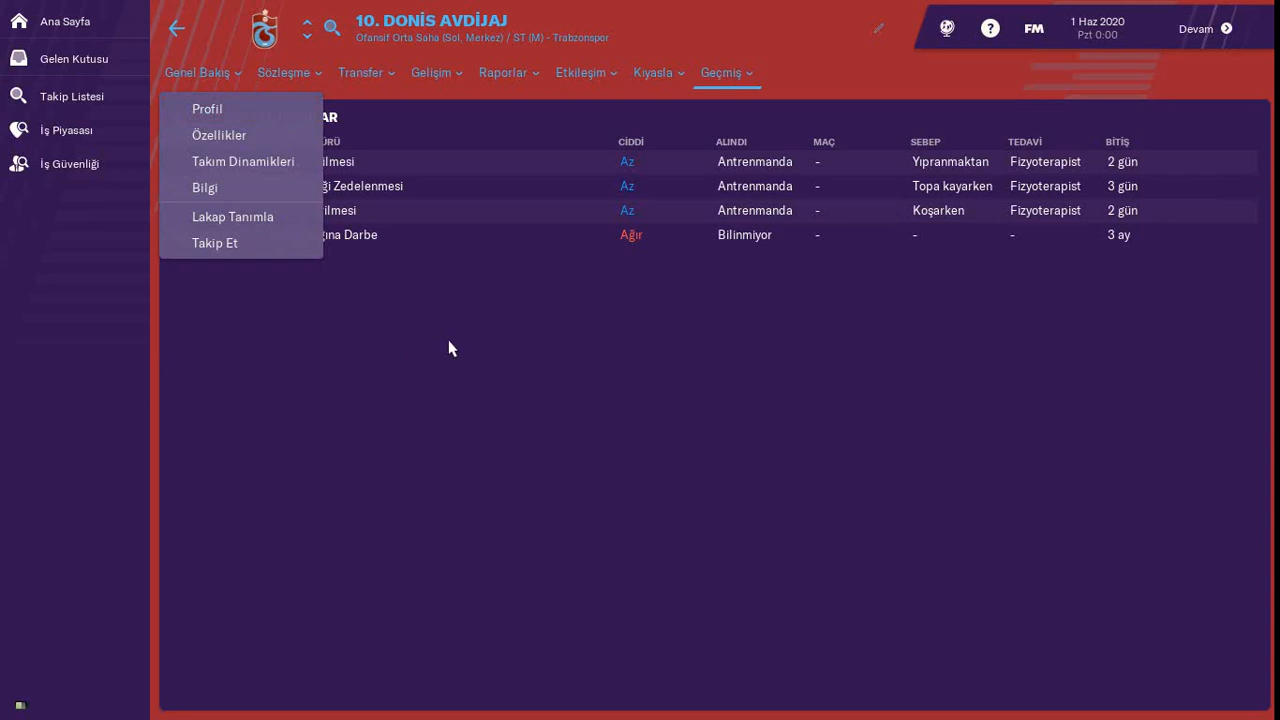 Ana Sayfa
Gelen Kutusu
Takip Listesi
İş Piyasası
İş Güvenliği
10. DONİS AVDİJAJ
Ofansif Orta Saha (Sol, Merkez) / ST (M) - Trabzonspor
? FM 1 Haz 2020
Pzt 0:00
Devam
Genel Bakış Sözleşme Transfer Gelişim Raporlar Etkileşim Kıyasla Geçmiş
Profil
Özellikler
Takım Dinamikleri
Bilgi
Lakap Tanımla
Takip Et
AR
ÜRÜ CİDDİ ALINDI MAÇ SEBEP TEDAVİ BİTİŞ
ilmesi Az Antrenmanda - Yıpranmaktan Fizyoterapist 2 gün
ği Zedelenmesi Az Antrenmanda - Topa kayarken Fizyoterapist 3 gün
ilmesi Az Antrenmanda - Koşarken Fizyoterapist 2 gün
ğına Darbe Ağır Bilinmiyor - - - 3 ay